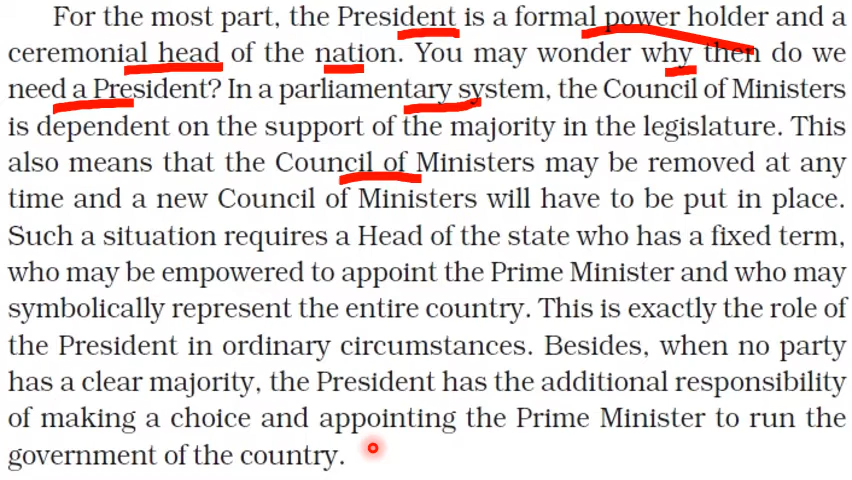 For the most part, the President is a formal power holder and a
ceremonial head of the nation. You may wonder why then do we
need a President? In a parliamentary system, the Council of Ministers
is dependent on the support of the majority in the legislature. This
also means that the Council of Ministers may be removed at any
time and a new Council of Ministers will have to be put in place.
Such a situation requires a Head of the state who has a fixed term,
who may be empowered to appoint the Prime Minister and who may
symbolically represent the entire country. This is exactly the role of
the President in ordinary circumstances. Besides, when no party
has a clear majority, the President has the additional responsibility
of making a choice and appointing the Prime Minister to run the
government of the country.